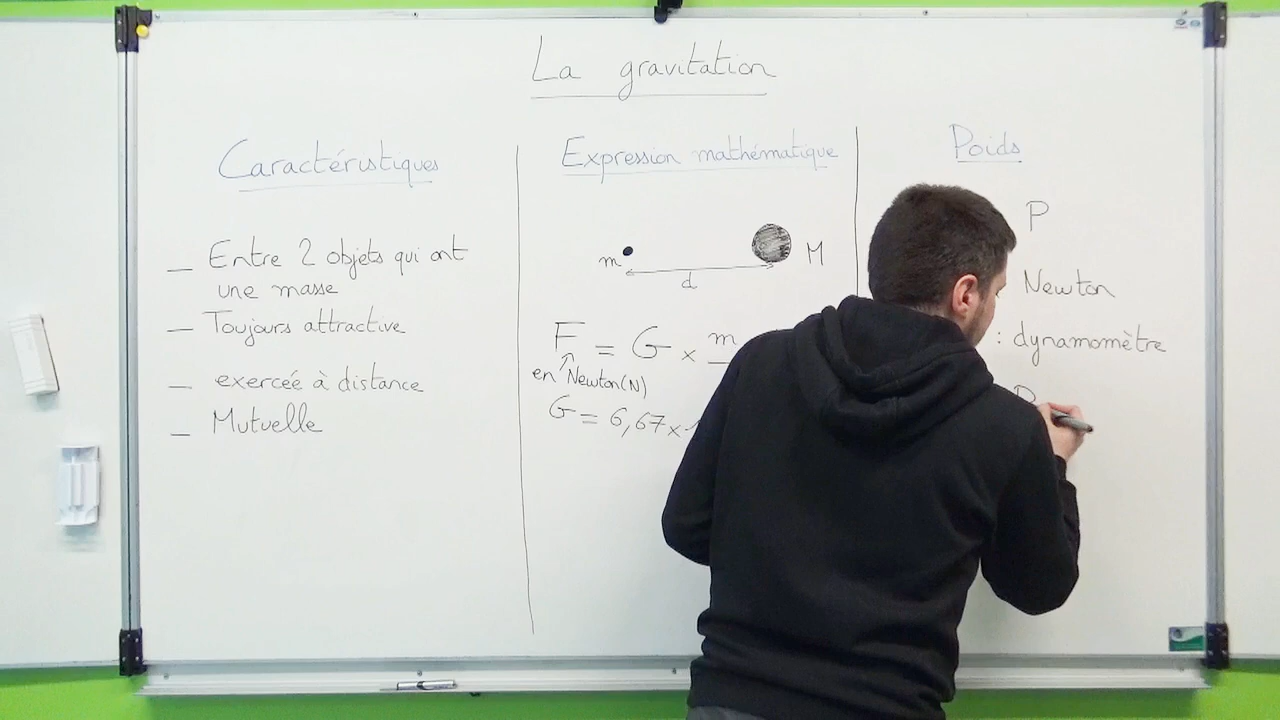 La gravitation
Caractéristiques
_ Entre 2 objets qui ont
une masse
_ Toujours attractive
_ exerceé à distance
_ Mutuelle
Expression mathématique
m M
d
F = G × m
en Newton (N)
G = 6,67 ×
Poids
P
Newton
: dynamomètre
P